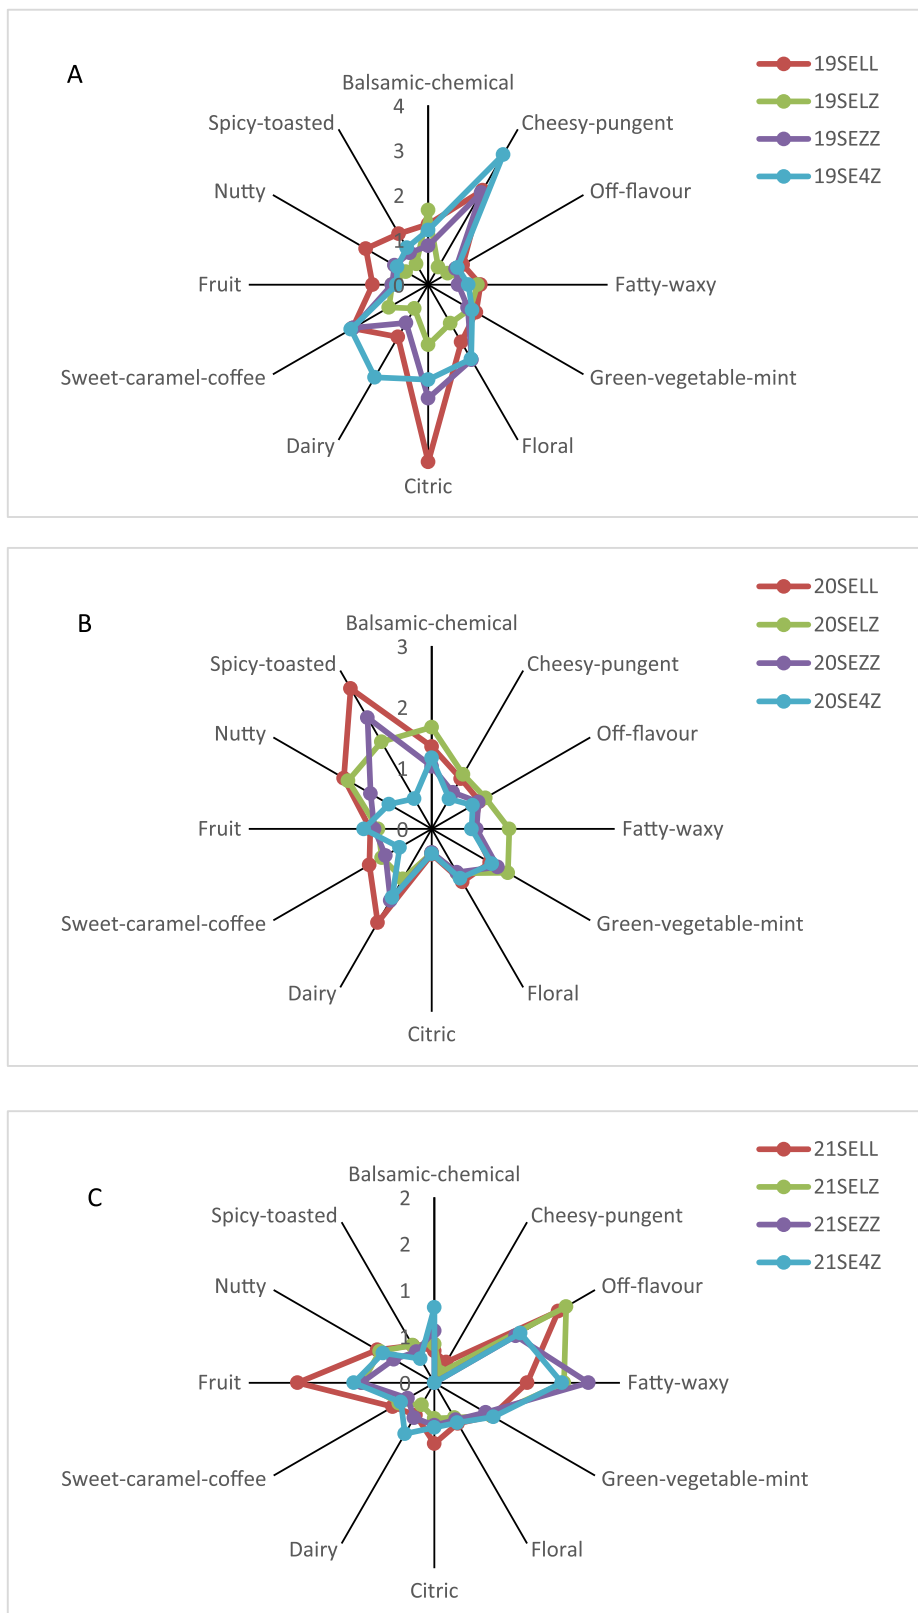 A
19SELL
19SELZ
19SEZZ
19SE4Z
Balsamic-chemical
Cheesy-pungent
Off-flavour
Fatty-waxy
Green-vegetable-mint
Floral
Citric
Dairy
Sweet-caramel-coffee
Fruit
Nutty
Spicy-toasted
4
3
2
1
0
B
20SELL
20SELZ
20SEZZ
20SE4Z
Balsamic-chemical
Cheesy-pungent
Off-flavour
Fatty-waxy
Green-vegetable-mint
Floral
Citric
Dairy
Sweet-caramel-coffee
Fruit
Nutty
Spicy-toasted
3
2
1
0
C
21SELL
21SELZ
21SEZZ
21SE4Z
Balsamic-chemical
Cheesy-pungent
Off-flavour
Fatty-waxy
Green-vegetable-mint
Floral
Citric
Dairy
Sweet-caramel-coffee
Fruit
Nutty
Spicy-toasted
2
2
1
1
0